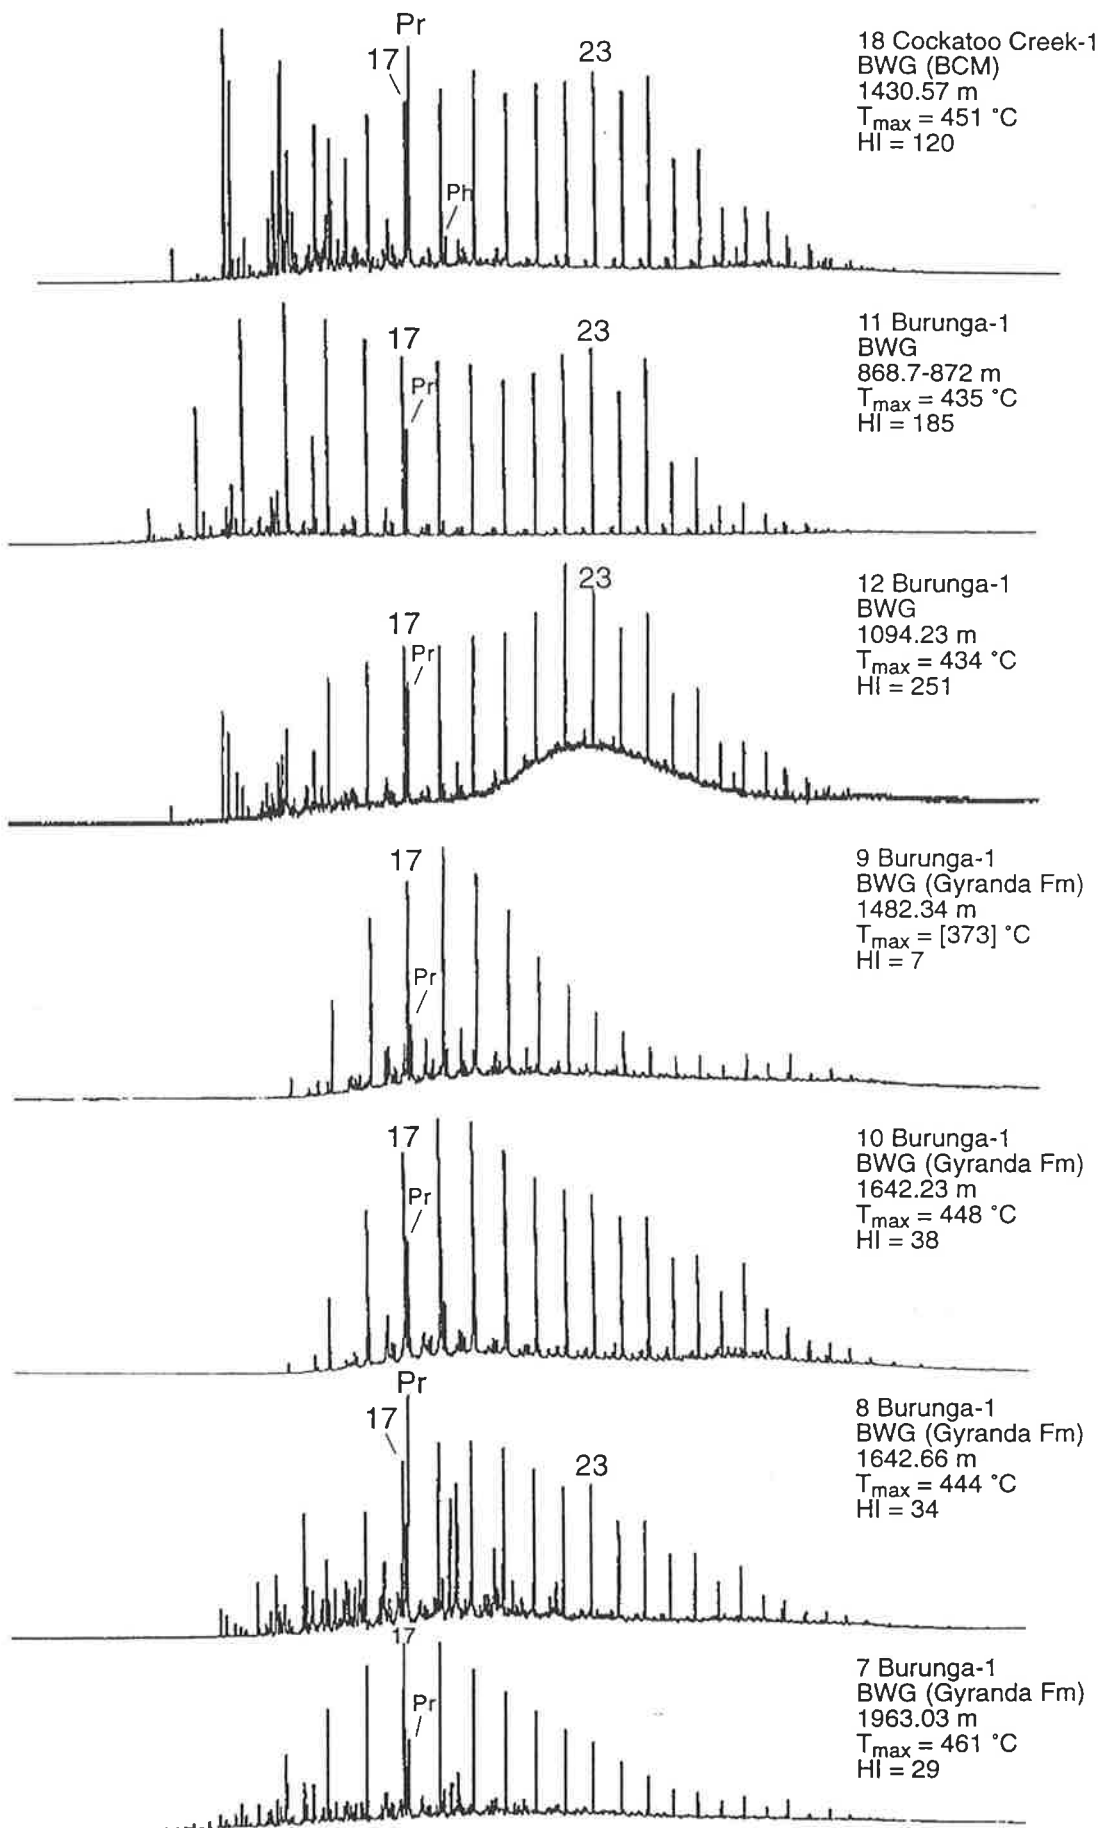 Pr
17
23
Ph
18 Cockatoo Creek-1
BWG (BCM)
1430.57 m
Tmax = 451 °C
HI = 120
17
Pr
23
11 Burunga-1
BWG
868.7-872 m
Tmax = 435 °C
HI = 185
17
Pr
23
12 Burunga-1
BWG
1094.23 m
Tmax = 434 °C
HI = 251
17
Pr
9 Burunga-1
BWG (Gyranda Fm)
1482.34 m
Tmax = [373] °C
HI = 7
17
Pr
10 Burunga-1
BWG (Gyranda Fm)
1642.23 m
Tmax = 448 °C
HI = 38
Pr
17
23
8 Burunga-1
BWG (Gyranda Fm)
1642.66 m
Tmax = 444 °C
HI = 34
17
Pr
7 Burunga-1
BWG (Gyranda Fm)
1963.03 m
Tmax = 461 °C
HI = 29